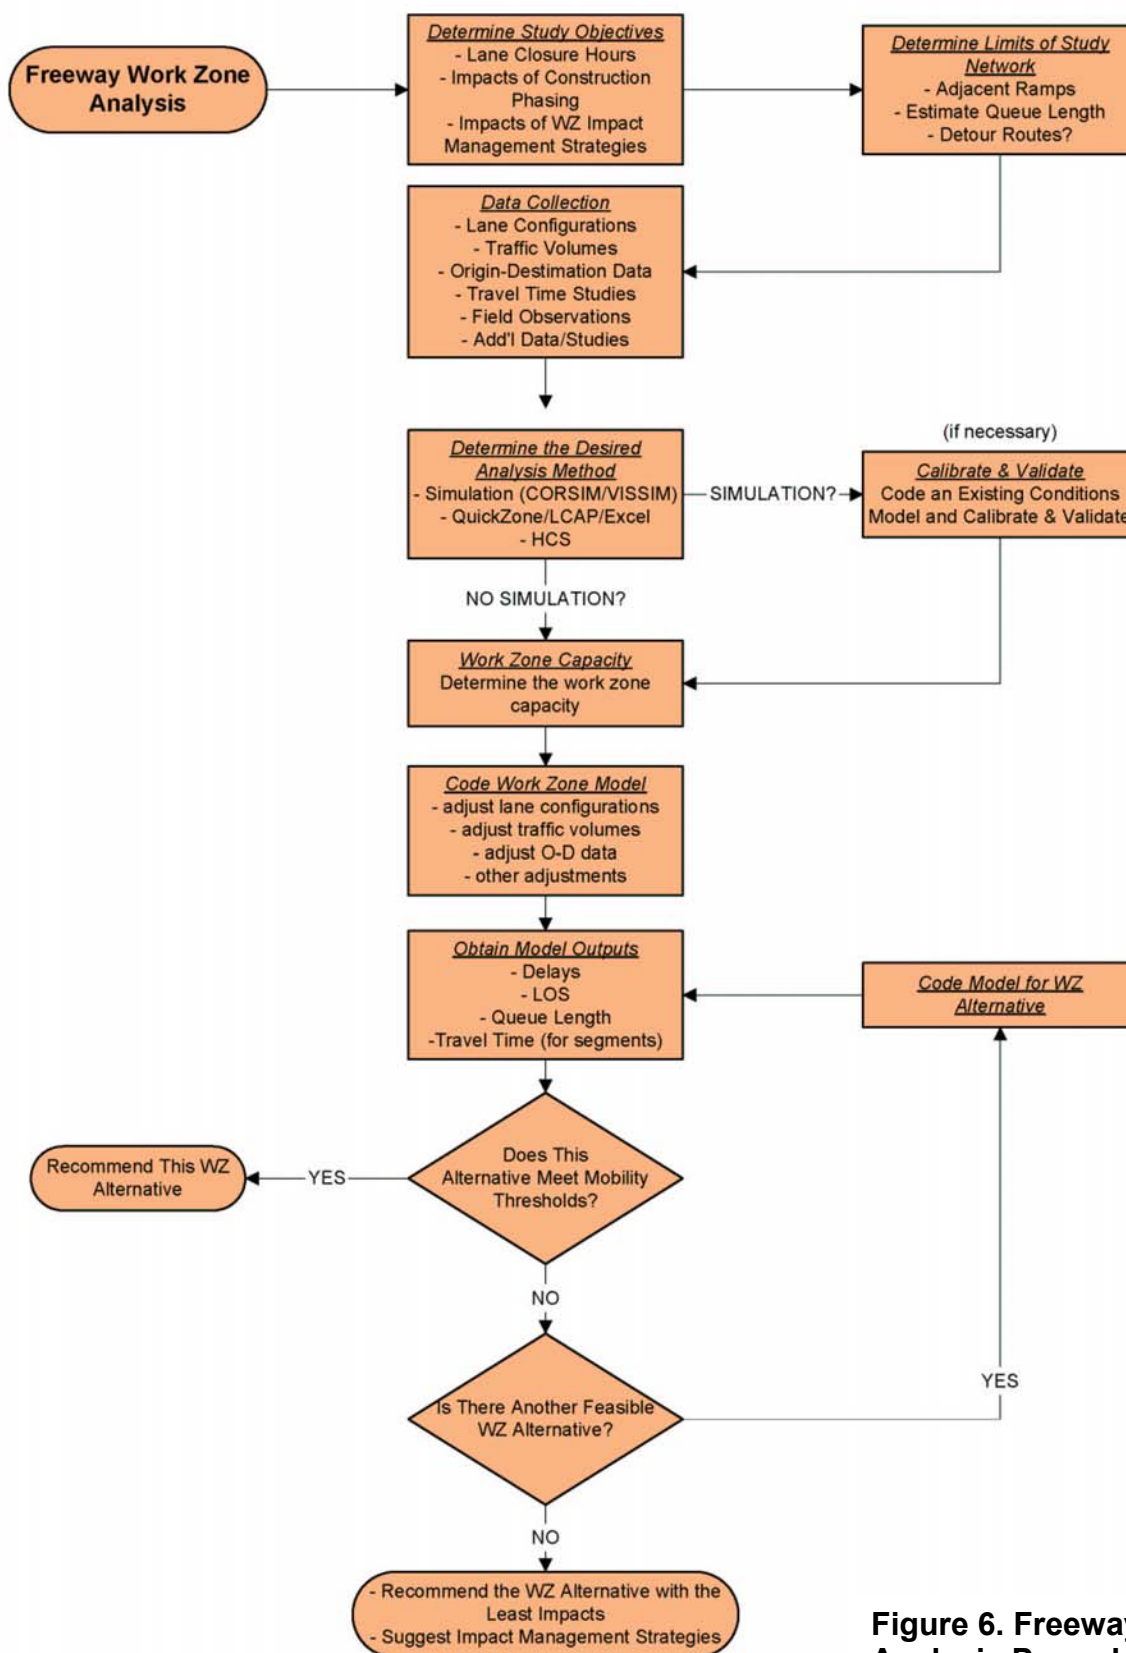 Freeway Work Zone
Analysis
Determine Study Objectives
- Lane Closure Hours
- Impacts of Construction
Phasing
- Impacts of WZ Impact
Management Strategies
Determine Limits of Study
Network
- Adjacent Ramps
- Estimate Queue Length
- Detour Routes?
Data Collection
- Lane Configurations
- Traffic Volumes
- Origin-Destimation Data
- Travel Time Studies
- Field Observations
- Add'l Data/Studies
Determine the Desired
Analysis Method
- Simulation (CORSIM/VISSIM)
- QuickZone/LCAP/Excel
- HCS
SIMULATION?
(if necessary)
Calibrate & Validate
Code an Existing Conditions
Model and Calibrate & Validate
NO SIMULATION?
Work Zone Capacity
Determine the work zone
capacity
Code Work Zone Model
- adjust lane configurations
- adjust traffic volumes
- adjust O-D data
- other adjustments
Obtain Model Outputs
- Delays
- LOS
- Queue Length
-Travel Time (for segments)
Code Model for WZ
Alternative
Does This
Alternative Meet Mobility
Thresholds?
YES
Recommend This WZ
Alternative
NO
Is There Another Feasible
WZ Alternative?
YES
NO
- Recommend the WZ Alternative with the
Least Impacts
- Suggest Impact Management Strategies
Figure 6. Freeway